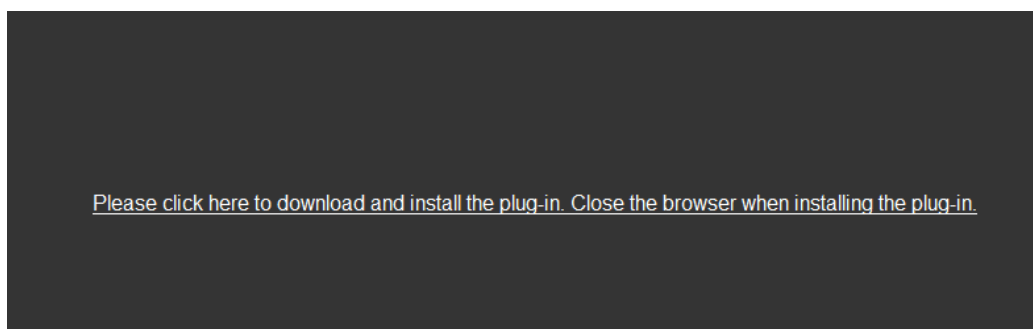 Please click here to download and install the plug-in. Close the browser when installing the plug-in.